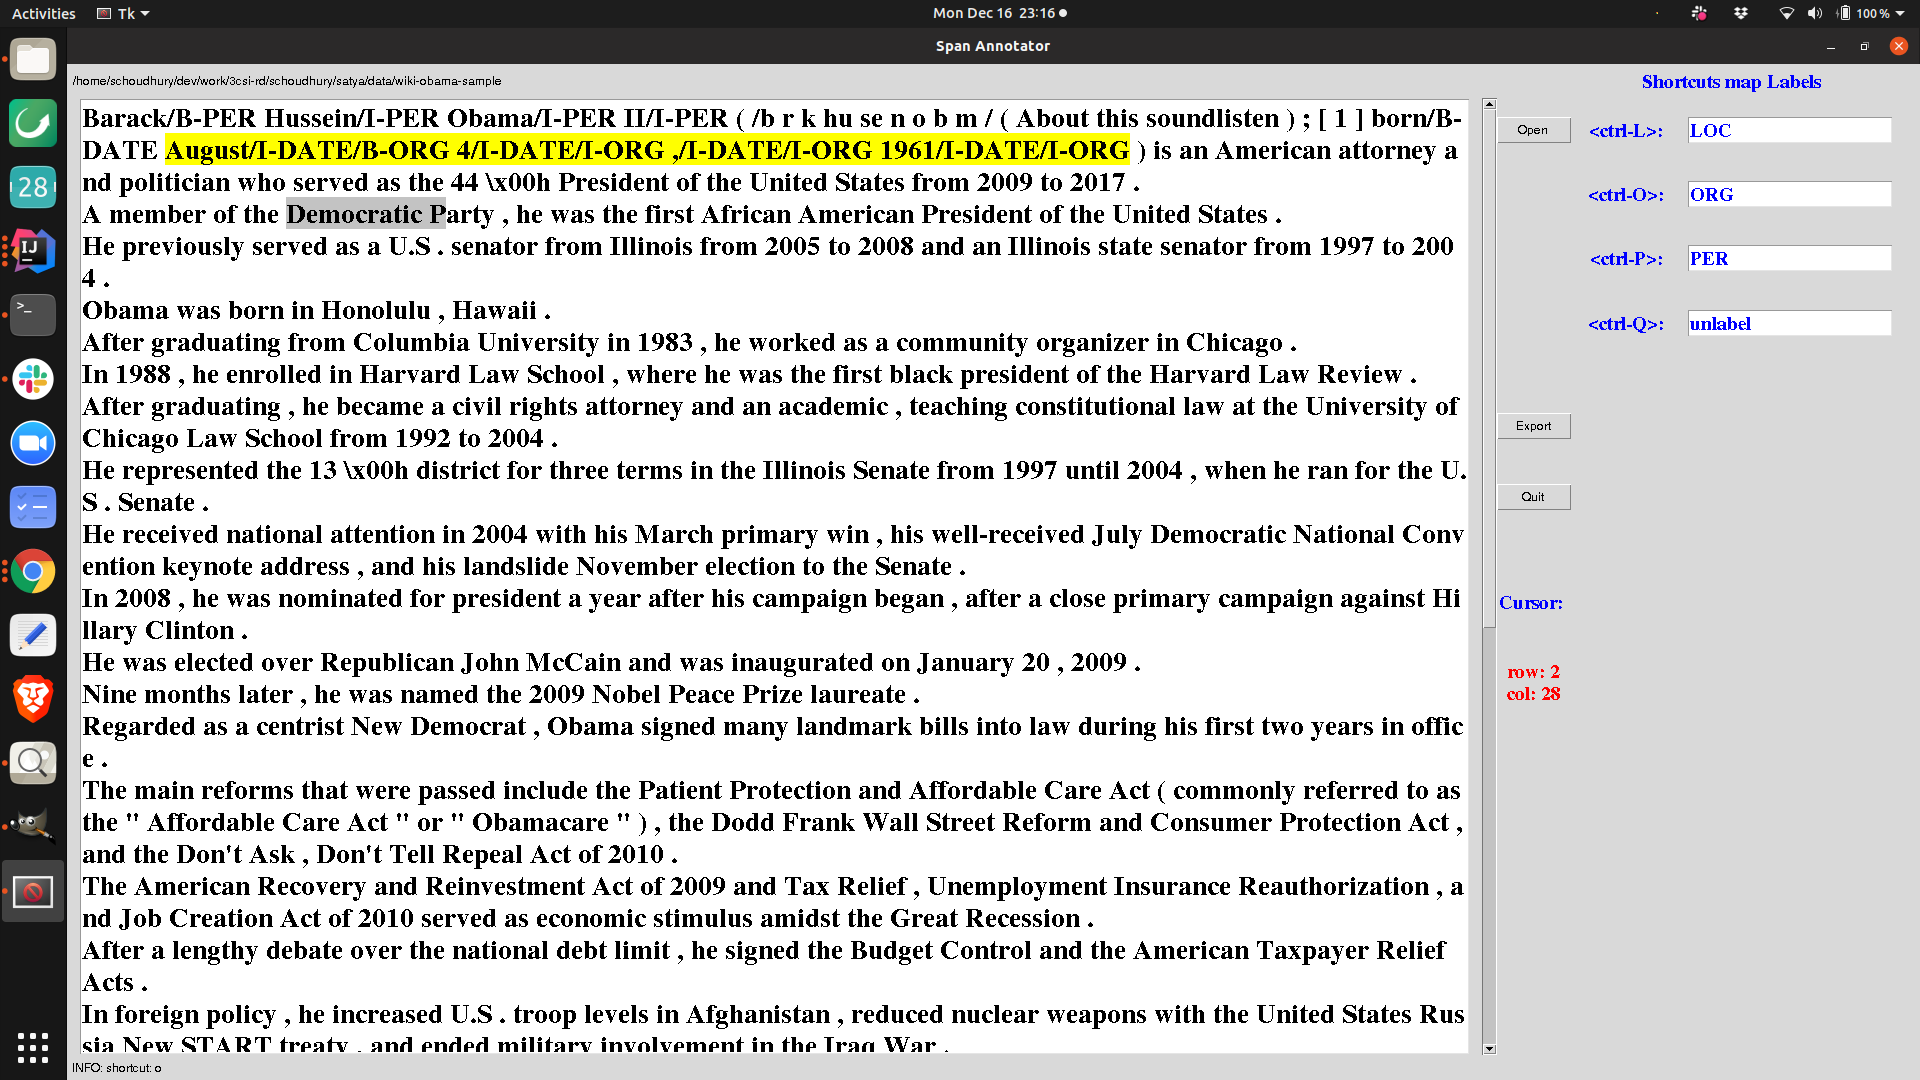 Activities Tk Mon Dec 16 23:16 100 %
Span Annotator
/home/schoudhury/dev/work/3csi-rd/schoudhury/satya/data/wiki-obama-sample
Shortcuts map Labels
Barack/B-PER Hussein/I-PER Obama/I-PER II/I-PER ( /b r k hu se n o b m / ( About this soundlisten ) ; [ 1 ] born/B-
DATE August/I-DATE/B-ORG 4/I-DATE/I-ORG ,/I-DATE/I-ORG 1961/I-DATE/I-ORG ) is an American attorney a
nd politician who served as the 44 \x00h President of the United States from 2009 to 2017 .
A member of the Democratic Party , he was the first African American President of the United States .
He previously served as a U.S . senator from Illinois from 2005 to 2008 and an Illinois state senator from 1997 to 200
4 .
Obama was born in Honolulu , Hawaii .
After graduating from Columbia University in 1983 , he worked as a community organizer in Chicago .
In 1988 , he enrolled in Harvard Law School , where he was the first black president of the Harvard Law Review .
After graduating , he became a civil rights attorney and an academic , teaching constitutional law at the University of
Chicago Law School from 1992 to 2004 .
He represented the 13 \x00h district for three terms in the Illinois Senate from 1997 until 2004 , when he ran for the U.
S . Senate .
He received national attention in 2004 with his March primary win , his well-received July Democratic National Conv
ention keynote address , and his landslide November election to the Senate .
In 2008 , he was nominated for president a year after his campaign began , after a close primary campaign against Hi
llary Clinton .
He was elected over Republican John McCain and was inaugurated on January 20 , 2009 .
Nine months later , he was named the 2009 Nobel Peace Prize laureate .
Regarded as a centrist New Democrat , Obama signed many landmark bills into law during his first two years in offic
e .
The main reforms that were passed include the Patient Protection and Affordable Care Act ( commonly referred to as
the " Affordable Care Act " or " Obamacare " ) , the Dodd Frank Wall Street Reform and Consumer Protection Act ,
and the Don't Ask , Don't Tell Repeal Act of 2010 .
The American Recovery and Reinvestment Act of 2009 and Tax Relief , Unemployment Insurance Reauthorization , a
nd Job Creation Act of 2010 served as economic stimulus amidst the Great Recession .
After a lengthy debate over the national debt limit , he signed the Budget Control and the American Taxpayer Relief
Acts .
In foreign policy , he increased U.S . troop levels in Afghanistan , reduced nuclear weapons with the United States Rus
sia New START treaty , and ended military involvement in the Iraq War .
Open
Export
Quit
Cursor:
row: 2
col: 28
<ctrl-L>: LOC
<ctrl-O>: ORG
<ctrl-P>: PER
<ctrl-Q>: unlabel
28
IJ
>_
INFO: shortcut: o